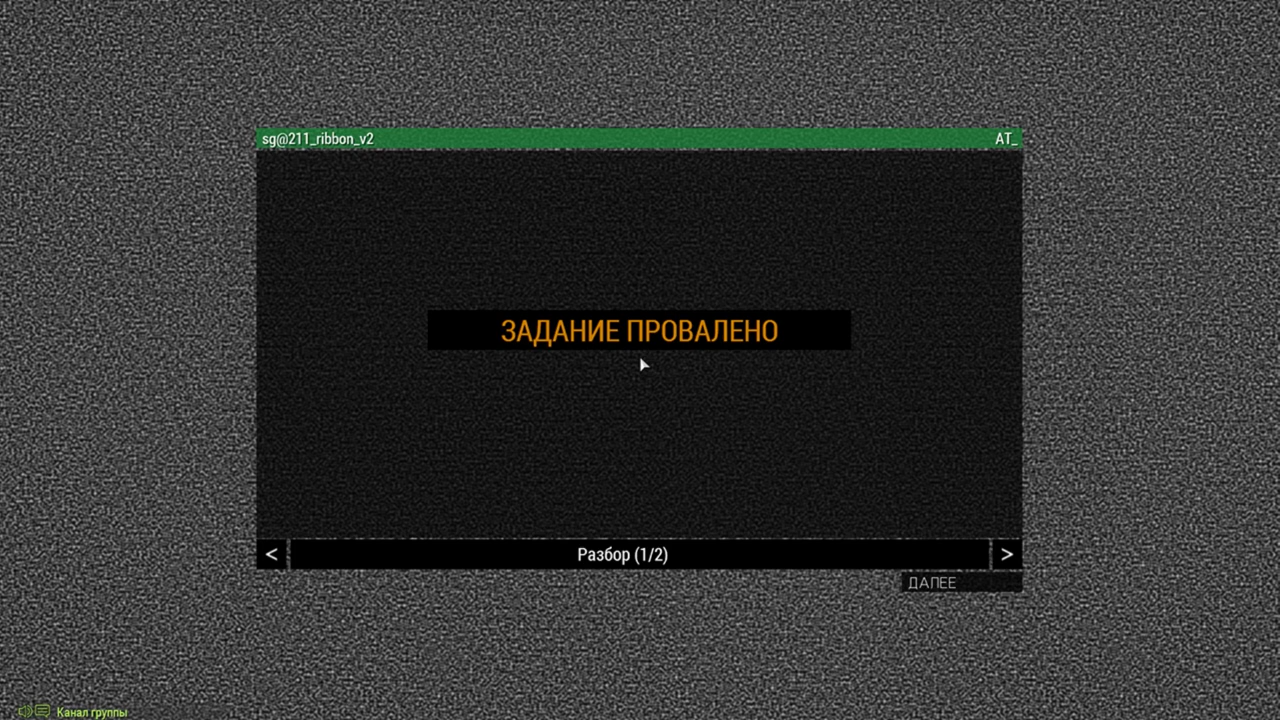 sg@211_ribbon_v2
AT_
ЗАДАНИЕ ПРОВАЛЕНО
< Разбор (1/2) >
ДАЛЕЕ
Канал группы